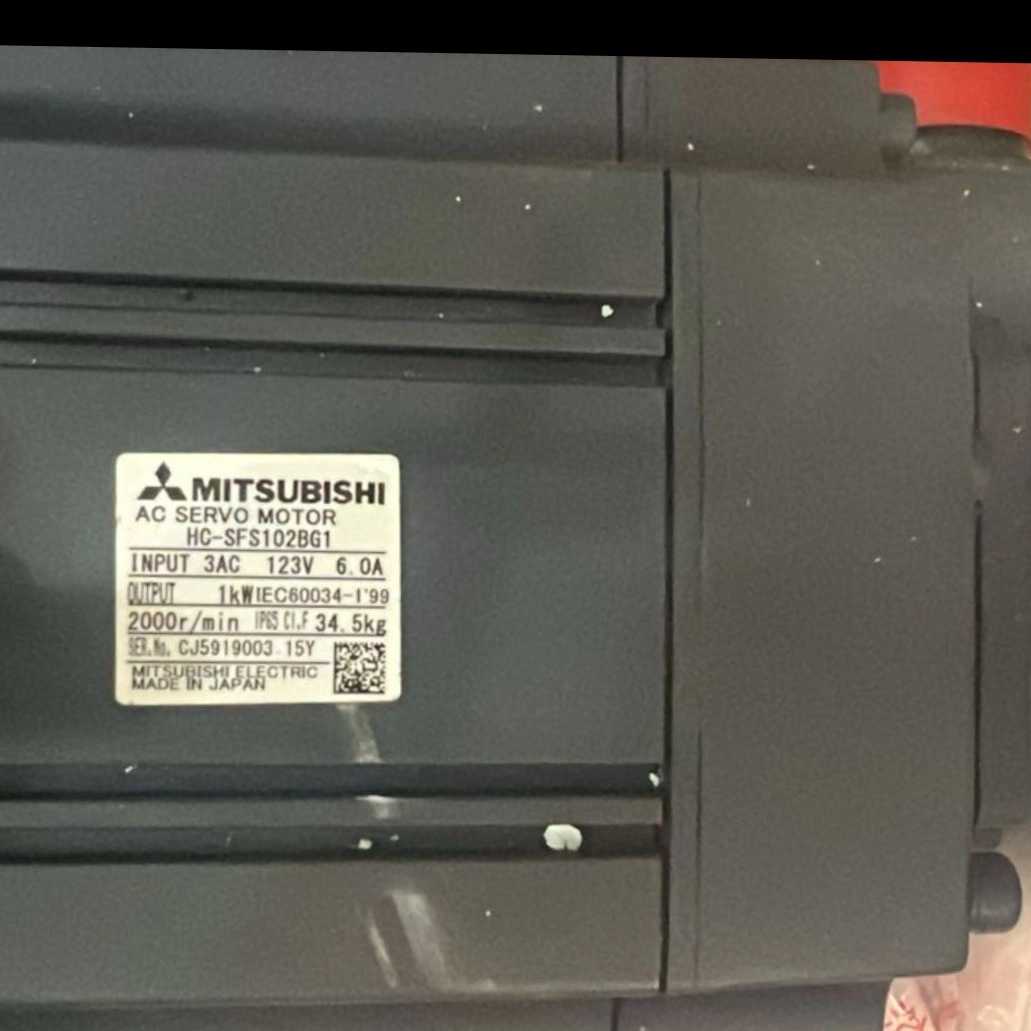 MITSUBISHI
AC SERVO MOTOR
HC-SFS102BG1
INPUT 3AC 123V 6.0A
OUTPUT 1kW IEC60034-1'99
2000r/min IP65 Cl.F 34.5kg
SER.No. CJ5919003 15Y
MITSUBISHI ELECTRIC
MADE IN JAPAN